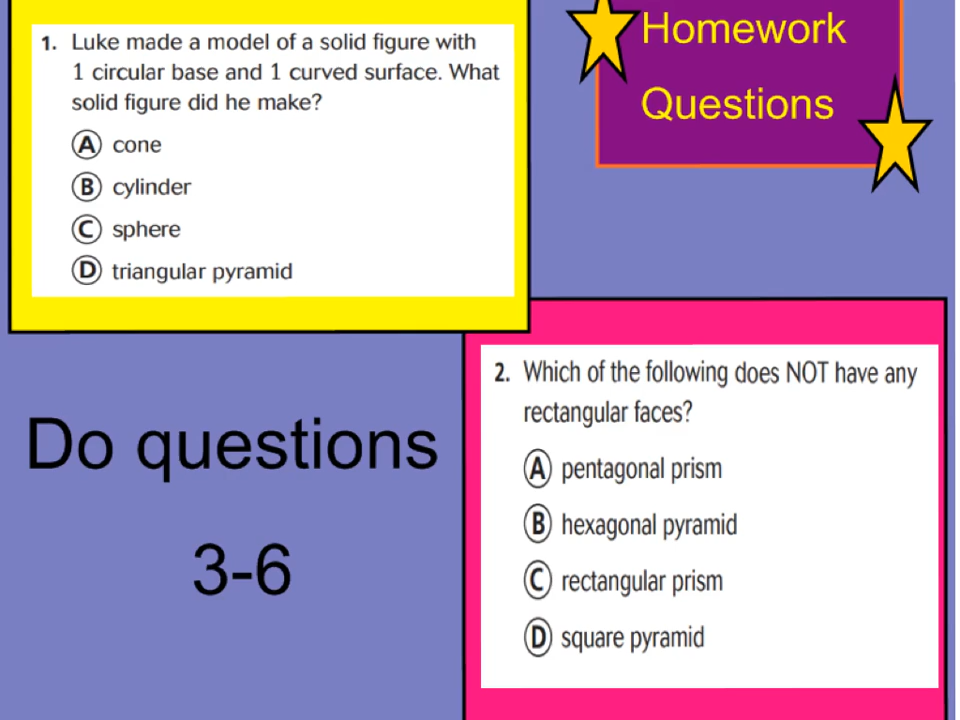 1. Luke made a model of a solid figure with
1 circular base and 1 curved surface. What
solid figure did he make?
A cone
B cylinder
C sphere
D triangular pyramid
Homework
Questions
Do questions
3-6
2. Which of the following does NOT have any
rectangular faces?
A pentagonal prism
B hexagonal pyramid
C rectangular prism
D square pyramid